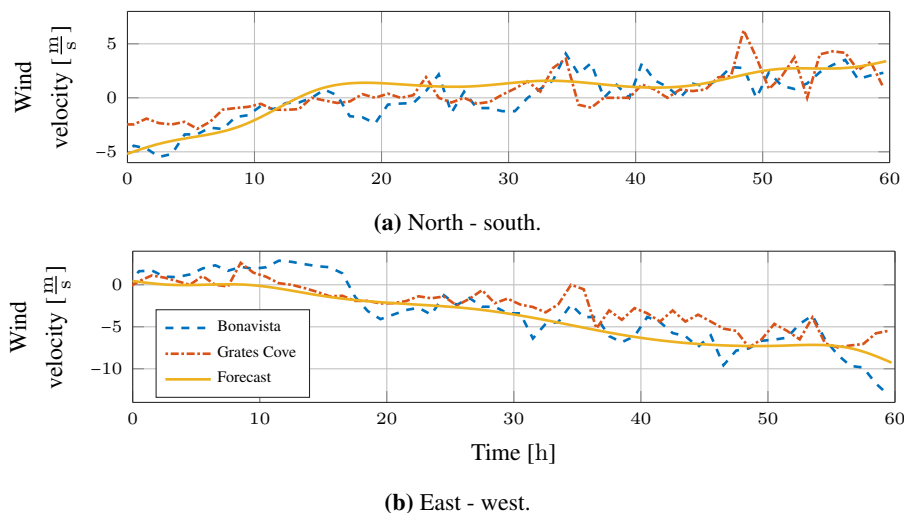 Wind
velocity [m/s]
5
0
−5
0 10 20 30 40 50 60
(a) North - south.
Wind
velocity [m/s]
0
−5
−10
Bonavista
Grates Cove
Forecast
0 10 20 30 40 50 60
Time [h]
(b) East - west.